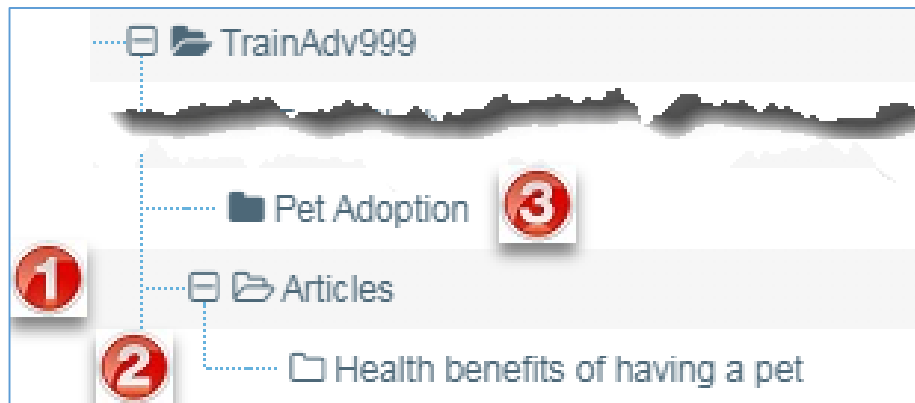 TrainAdv999
Pet Adoption 3
1 Articles
2 Health benefits of having a pet